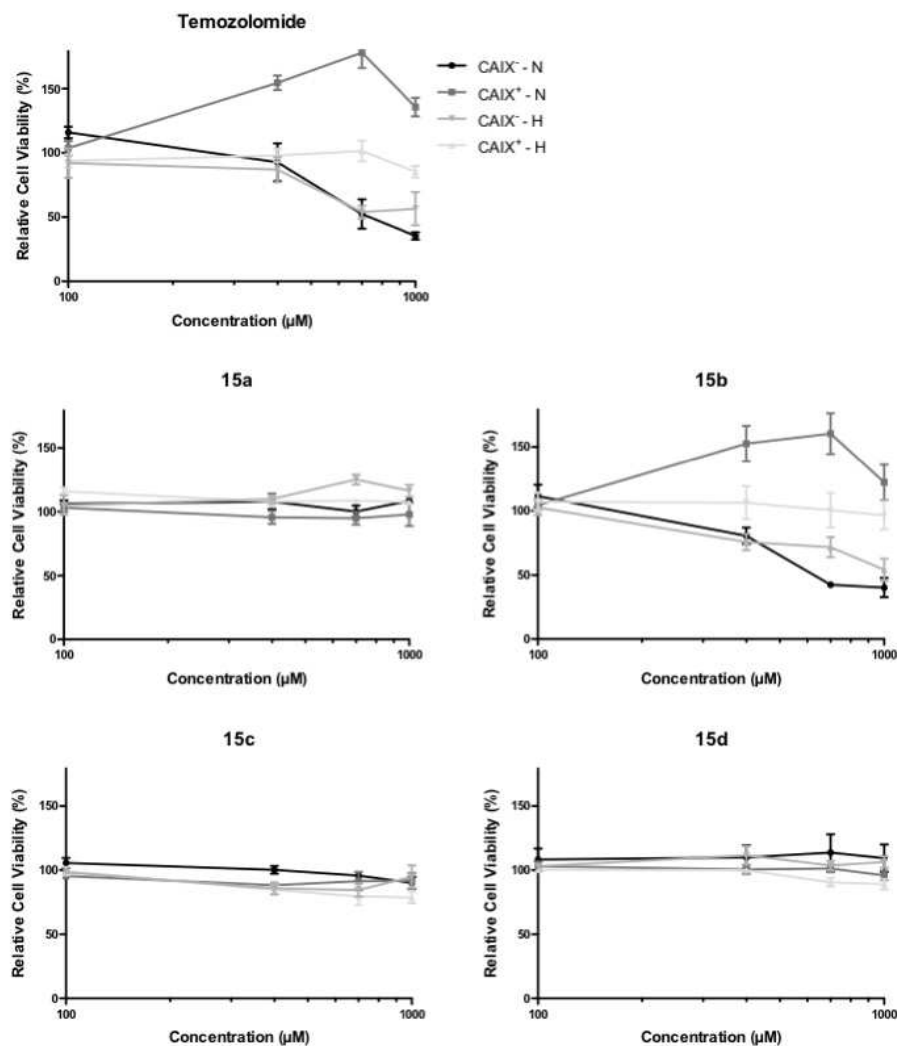 Temozolomide
CAIX⁻ - N
CAIX⁺ - N
CAIX⁻ - H
CAIX⁺ - H
Relative Cell Viability (%)
150
100
50
0
100
1000
Concentration (µM)
15a
Relative Cell Viability (%)
150
100
50
0
100
1000
Concentration (µM)
15b
Relative Cell Viability (%)
150
100
50
0
100
1000
Concentration (µM)
15c
Relative Cell Viability (%)
150
100
50
0
100
1000
Concentration (µM)
15d
Relative Cell Viability (%)
150
100
50
0
100
1000
Concentration (µM)